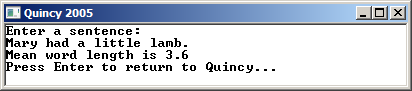 Quincy 2005
Enter a sentence:
Mary had a little lamb.
Mean word length is 3.6
Press Enter to return to Quincy...